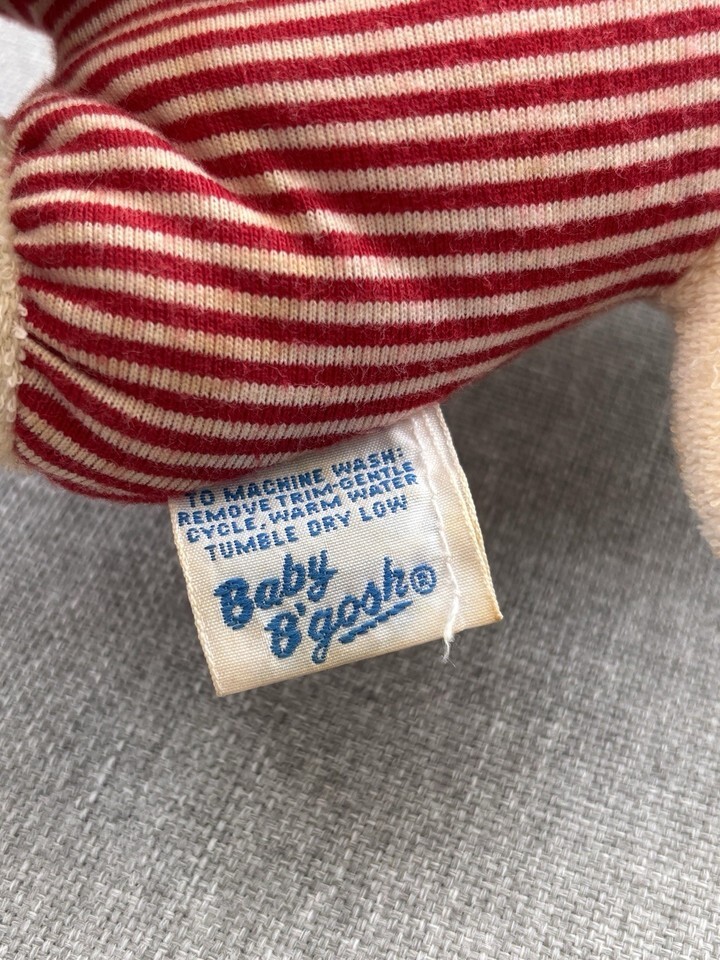 TO MACHINE WASH:
REMOVE TRIM-GENTLE
CYCLE, WARM WATER
TUMBLE DRY LOW
Baby
B'gosh®